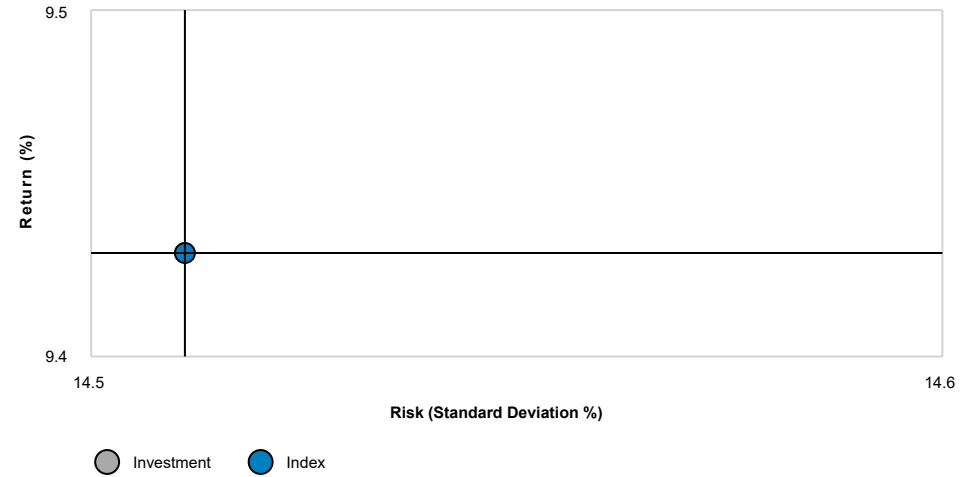 9.5
Return (%)
9.4
14.5
14.6
Risk (Standard Deviation %)
Investment
Index